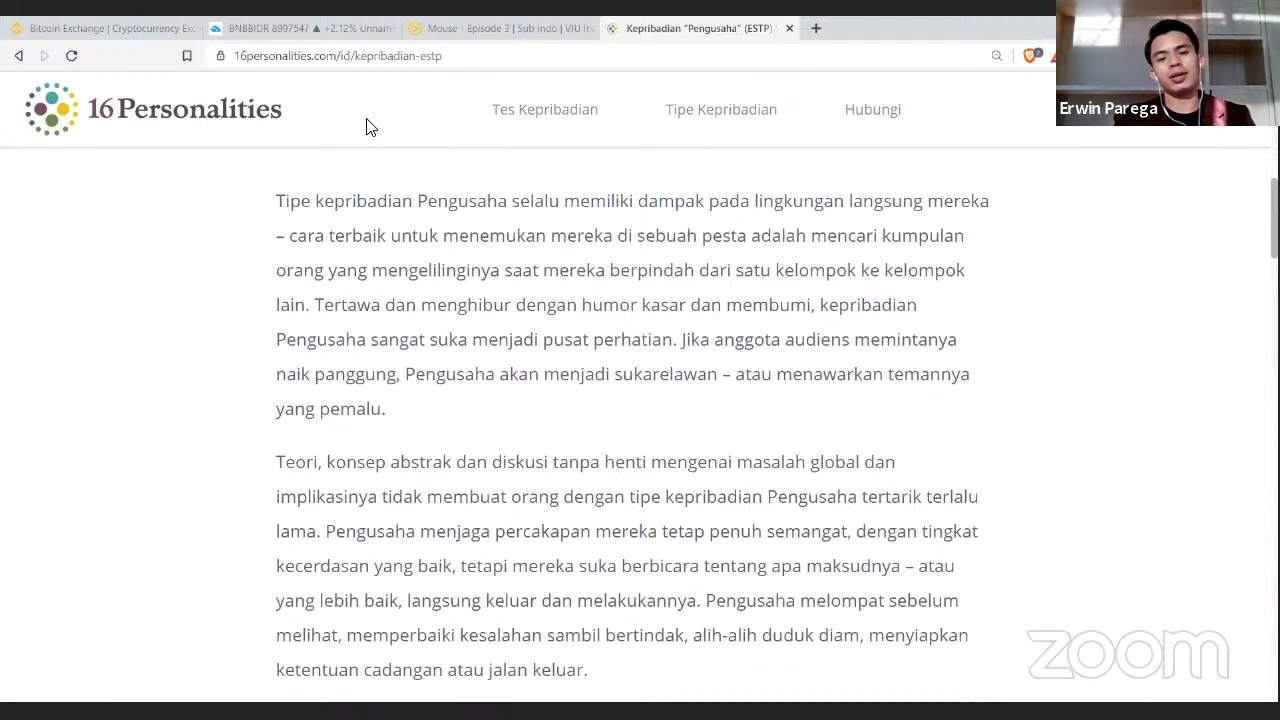 Bitcoin Exchange | Cryptocurrency Exc
BNBBIDR 8997547 ▲ +2.12% Unnam
Mouse - Episode 3 | Sub Indo | VIU In
Kepribadian “Pengusaha” (ESTP)
16personalities.com/id/kepribadian-estp
2
Erwin Parega
16Personalities
Tes Kepribadian
Tipe Kepribadian
Hubungi
Tipe kepribadian Pengusaha selalu memiliki dampak pada lingkungan langsung mereka
– cara terbaik untuk menemukan mereka di sebuah pesta adalah mencari kumpulan
orang yang mengelilinginya saat mereka berpindah dari satu kelompok ke kelompok
lain. Tertawa dan menghibur dengan humor kasar dan membumi, kepribadian
Pengusaha sangat suka menjadi pusat perhatian. Jika anggota audiens memintanya
naik panggung, Pengusaha akan menjadi sukarelawan – atau menawarkan temannya
yang pemalu.
Teori, konsep abstrak dan diskusi tanpa henti mengenai masalah global dan
implikasinya tidak membuat orang dengan tipe kepribadian Pengusaha tertarik terlalu
lama. Pengusaha menjaga percakapan mereka tetap penuh semangat, dengan tingkat
kecerdasan yang baik, tetapi mereka suka berbicara tentang apa maksudnya – atau
yang lebih baik, langsung keluar dan melakukannya. Pengusaha melompat sebelum
melihat, memperbaiki kesalahan sambil bertindak, alih-alih duduk diam, menyiapkan
ketentuan cadangan atau jalan keluar.
zoom